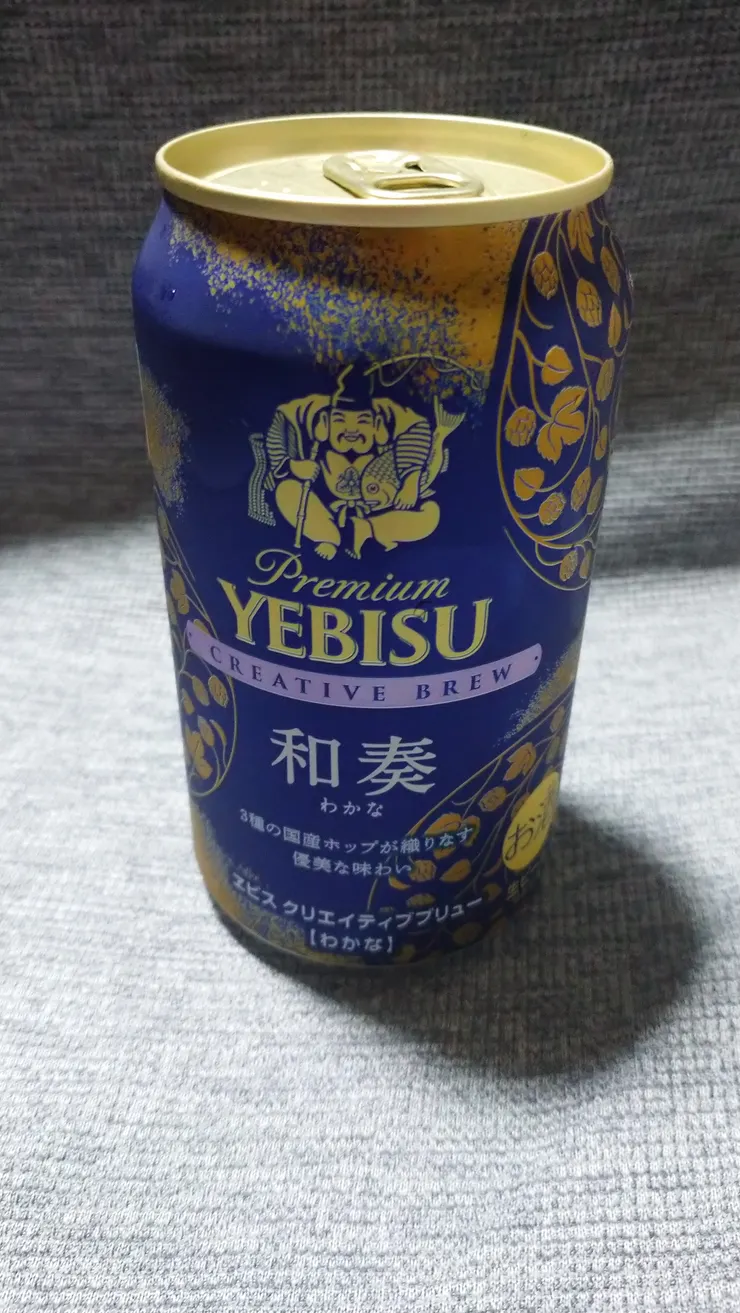 Premium
YEBISU
CREATIVE BREW
和奏
わかな
3種の国産ホップが織りなす
優美な味わい
ヱビス クリエイティブブリュー
【わかな】
お酒